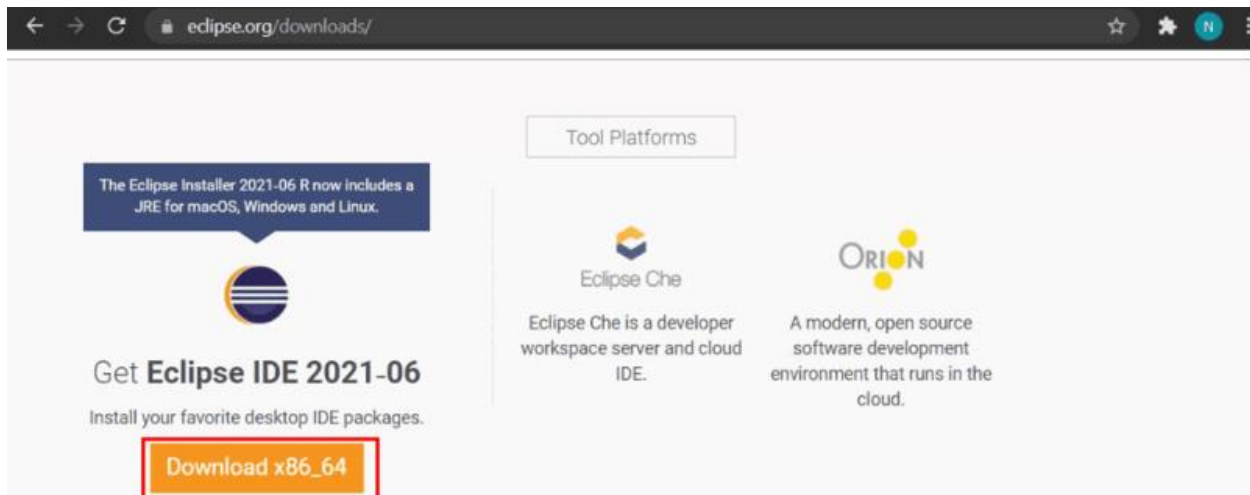 eclipse.org/downloads/
N
Tool Platforms
The Eclipse Installer 2021-06 R now includes a
JRE for macOS, Windows and Linux.
Get Eclipse IDE 2021-06
Install your favorite desktop IDE packages.
Download x86_64
Eclipse Che
Eclipse Che is a developer
workspace server and cloud
IDE.
ORION
A modern, open source
software development
environment that runs in the
cloud.